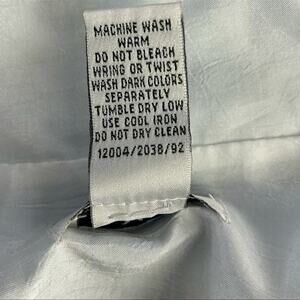 MACHINE WASH
WARM
DO NOT BLEACH
WRING OR TWIST
WASH DARK COLORS
SEPARATELY
TUMBLE DRY LOW
USE COOL IRON
DO NOT DRY CLEAN
12004/2038/92